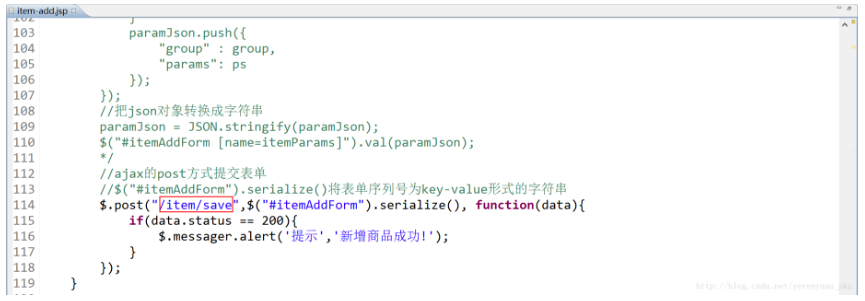 item-add.jsp
102 }
103 paramJson.push({
104 "group" : group,
105 "params": ps
106 });
107 });
108 //把json对象转换成字符串
109 paramJson = JSON.stringify(paramJson);
110 $("#itemAddForm [name=itemParams]").val(paramJson);
111 */
112 //ajax的post方式提交表单
113 //$("#itemAddForm").serialize()将表单序列号为key-value形式的字符串
114 $.post("/item/save",$("#itemAddForm").serialize(), function(data){
115 if(data.status == 200){
116 $.messager.alert('提示','新增商品成功!');
117 }
118 });
119 }
http://blog.csdn.net/yerenyuan_pku